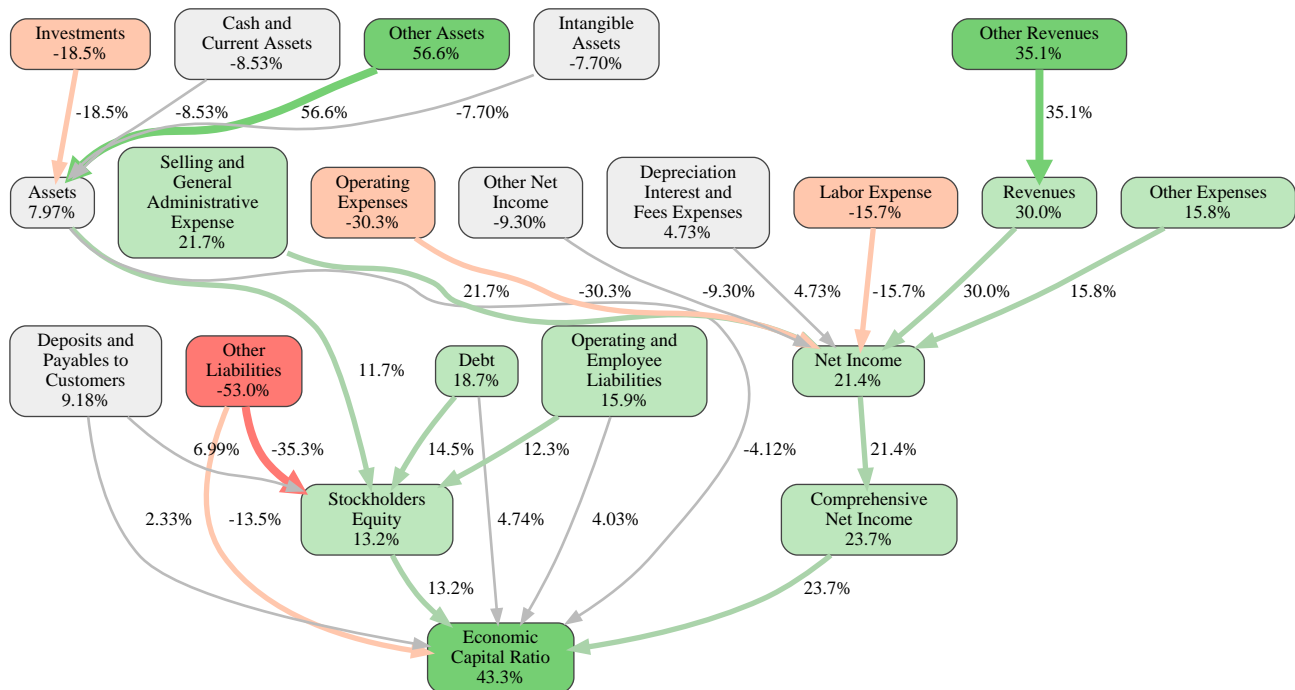 Investments
-18.5%
Cash and
Current Assets
-8.53%
Other Assets
56.6%
Intangible
Assets
-7.70%
Other Revenues
35.1%
-18.5%
-8.53%
56.6%
-7.70%
35.1%
Assets
7.97%
Selling and
General
Administrative
Expense
21.7%
Operating
Expenses
-30.3%
Other Net
Income
-9.30%
Depreciation
Interest and
Fees Expenses
4.73%
Labor Expense
-15.7%
Revenues
30.0%
Other Expenses
15.8%
21.7%
-30.3%
-9.30%
4.73%
-15.7%
30.0%
15.8%
Deposits and
Payables to
Customers
9.18%
Other
Liabilities
-53.0%
11.7%
Debt
18.7%
Operating and
Employee
Liabilities
15.9%
Net Income
21.4%
6.99%
-35.3%
14.5%
12.3%
-4.12%
21.4%
2.33%
-13.5%
Stockholders
Equity
13.2%
4.74%
4.03%
Comprehensive
Net Income
23.7%
13.2%
23.7%
Economic
Capital Ratio
43.3%